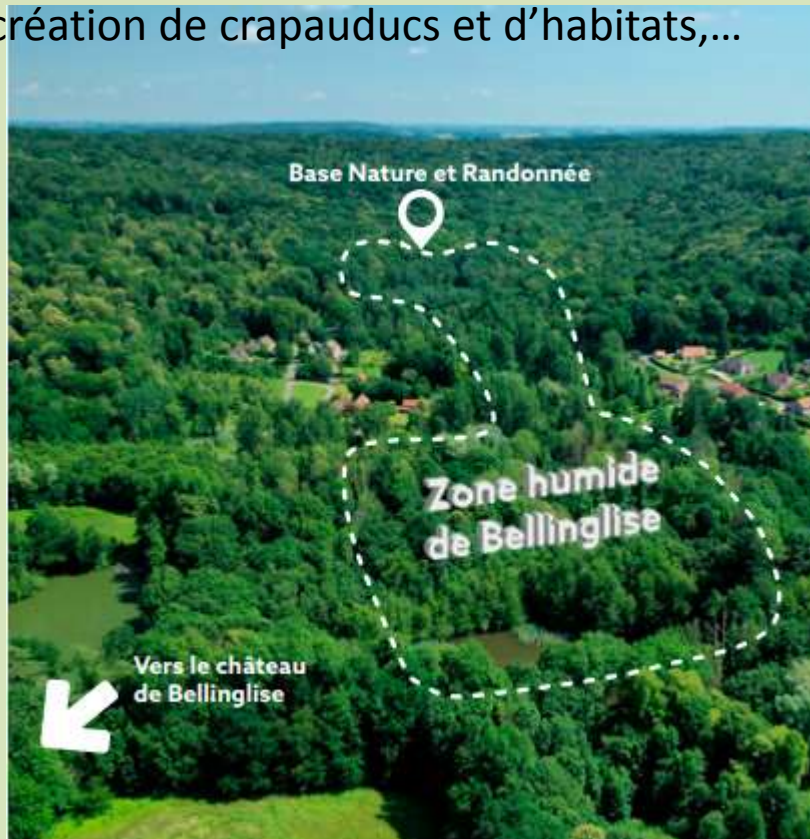 création de crapauducs et d’habitats,...
Base Nature et Randonnée
Zone humide
de Bellinglise
Vers le château
de Bellinglise